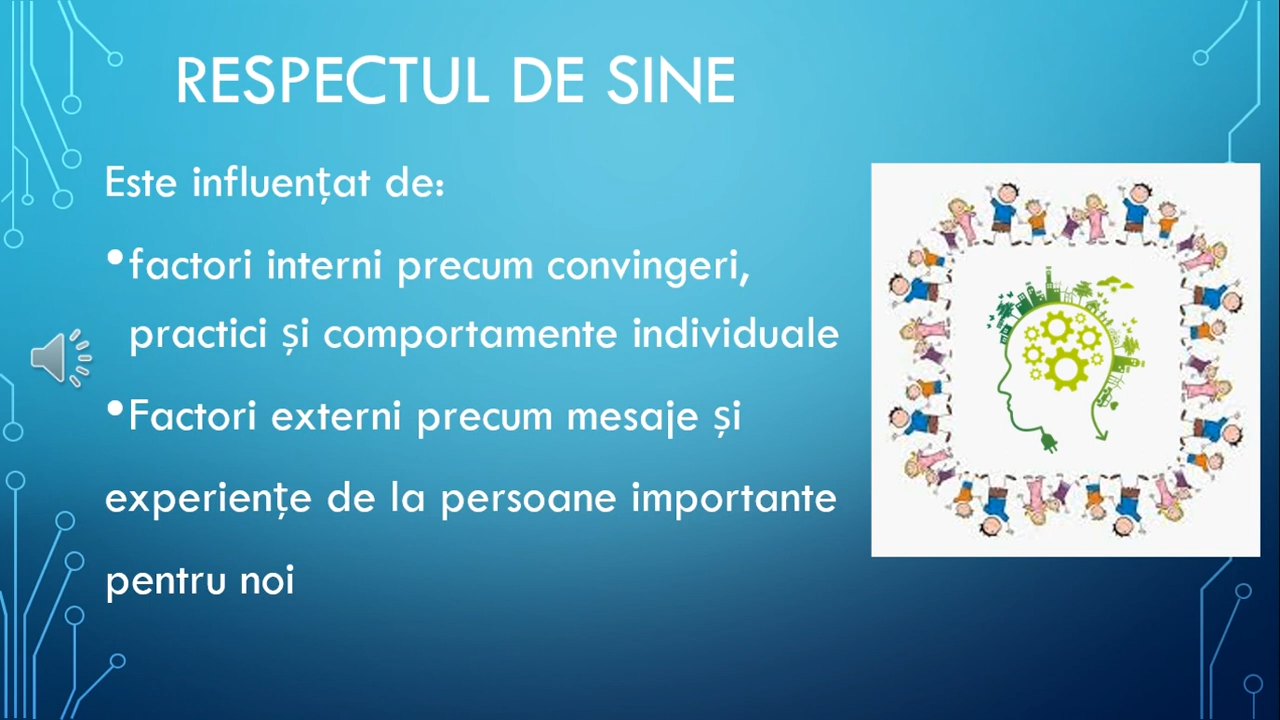 RESPECTUL DE SINE
Este influențat de:
•factori interni precum convingeri,
practici și comportamente individuale
•Factori externi precum mesaje și
experiențe de la persoane importante
pentru noi